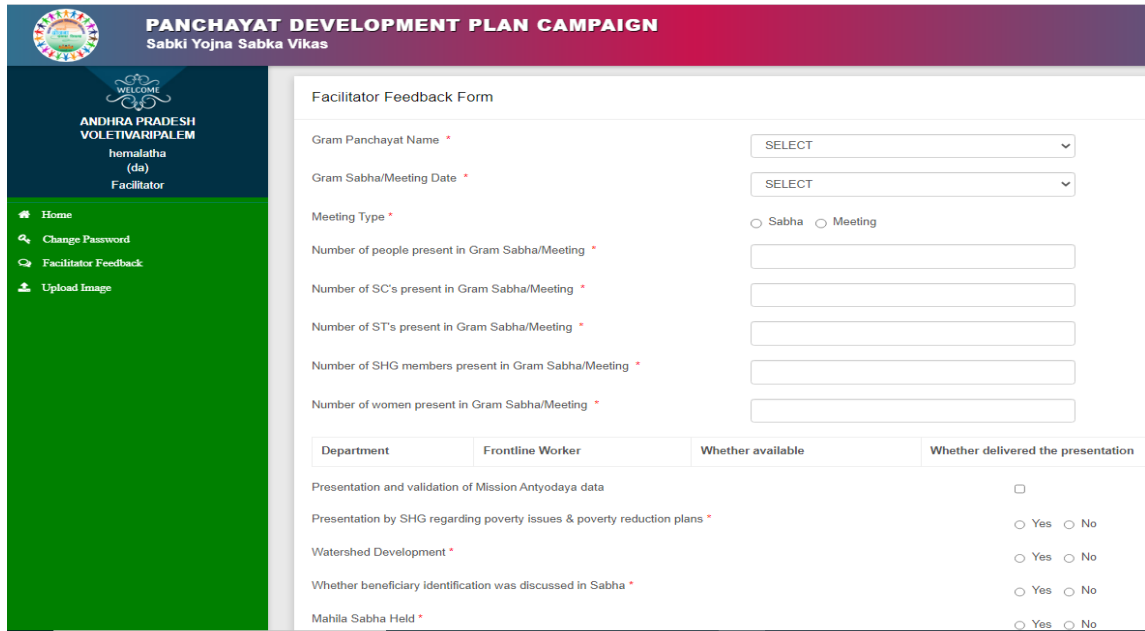 PANCHAYAT DEVELOPMENT PLAN CAMPAIGN
Sabki Yojna Sabka Vikas
WELCOME
ANDHRA PRADESH
VOLETIVARIPALEM
hemalatha
(da)
Facilitator
Home
Change Password
Facilitator Feedback
Upload Image
Facilitator Feedback Form
Gram Panchayat Name * SELECT
Gram Sabha/Meeting Date * SELECT
Meeting Type * Sabha Meeting
Number of people present in Gram Sabha/Meeting *
Number of SC's present in Gram Sabha/Meeting *
Number of ST's present in Gram Sabha/Meeting *
Number of SHG members present in Gram Sabha/Meeting *
Number of women present in Gram Sabha/Meeting *
Department Frontline Worker Whether available Whether delivered the presentation
Presentation and validation of Mission Antyodaya data
Presentation by SHG regarding poverty issues & poverty reduction plans * Yes No
Watershed Development * Yes No
Whether beneficiary identification was discussed in Sabha * Yes No
Mahila Sabha Held * Yes No